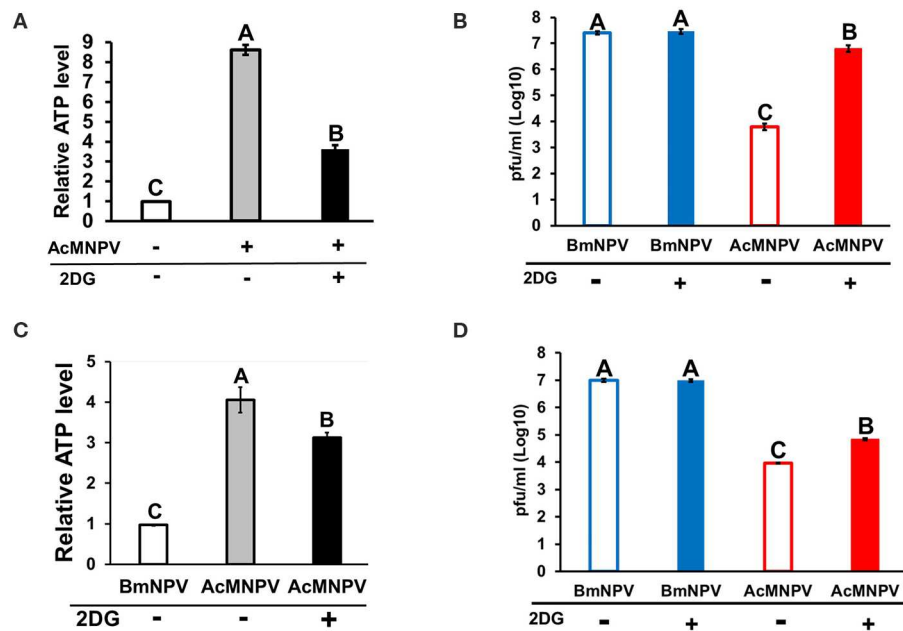 A
Relative ATP level
9
8
7
6
5
4
3
2
1
0
C
A
B
AcMNPV - + +
2DG - - +
B
pfu/ml (Log10)
8
7
6
5
4
3
2
1
0
A
A
C
B
BmNPV BmNPV AcMNPV AcMNPV
2DG - + - +
C
Relative ATP level
5
4
3
2
1
0
C
A
B
BmNPV AcMNPV AcMNPV
2DG - - +
D
pfu/ml (Log10)
8
7
6
5
4
3
2
1
0
A
A
C
B
BmNPV BmNPV AcMNPV AcMNPV
2DG - + - +